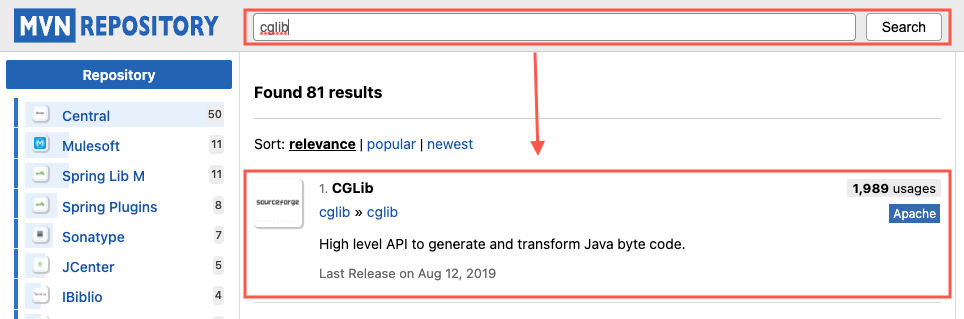 MVN REPOSITORY
cglib
Search
Repository
Central 50
Mulesoft 11
Spring Lib M 11
Spring Plugins 8
Sonatype 7
JCenter 5
IBiblio 4
Found 81 results
Sort: relevance | popular | newest
sourceforge
1. CGLib
1,989 usages
cglib » cglib
Apache
High level API to generate and transform Java byte code.
Last Release on Aug 12, 2019